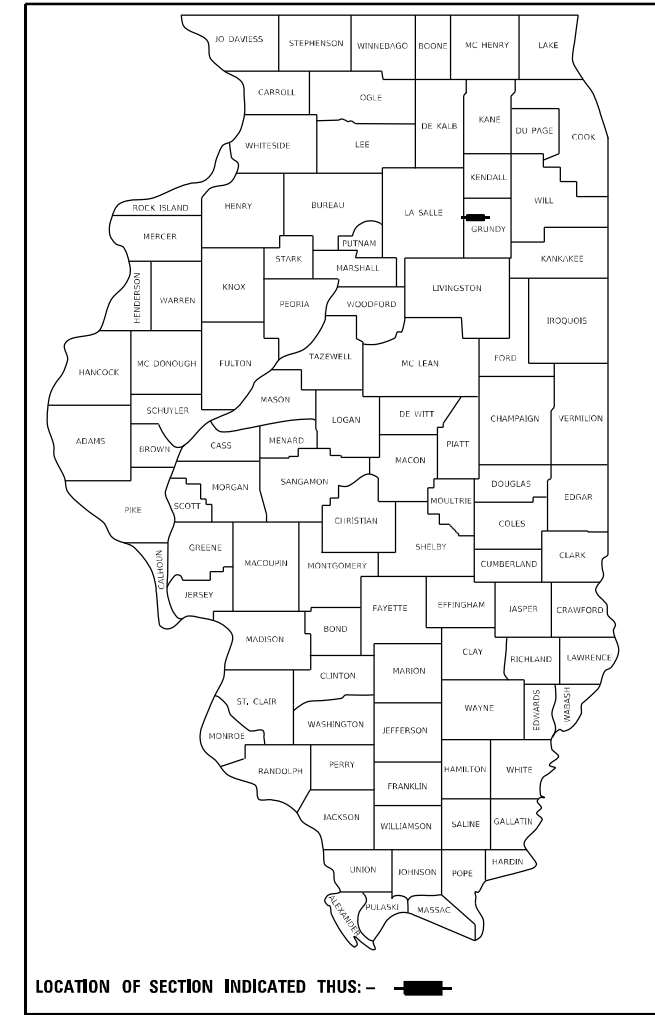 JO DAVIESS STEPHENSON WINNEBAGO BOONE MC HENRY LAKE
CARROLL OGLE DE KALB KANE DU PAGE COOK
WHITESIDE LEE
KENDALL
ROCK ISLAND HENRY BUREAU LA SALLE WILL
MERCER PUTNAM GRUNDY
STARK MARSHALL KANKAKEE
HENDERSON WARREN KNOX PEORIA WOODFORD LIVINGSTON
IROQUOIS
HANCOCK MC DONOUGH FULTON TAZEWELL MC LEAN FORD
SCHUYLER MASON
LOGAN DE WITT CHAMPAIGN VERMILION
ADAMS BROWN CASS MENARD PIATT
MACON
PIKE SCOTT MORGAN SANGAMON MOULTRIE DOUGLAS EDGAR
CHRISTIAN COLES
CALHOUN GREENE MACOUPIN MONTGOMERY SHELBY CUMBERLAND CLARK
JERSEY
FAYETTE EFFINGHAM JASPER CRAWFORD
MADISON BOND
CLAY RICHLAND LAWRENCE
CLINTON MARION
ST. CLAIR WAYNE EDWARDS WABASH
WASHINGTON JEFFERSON
MONROE
RANDOLPH PERRY HAMILTON WHITE
FRANKLIN
JACKSON WILLIAMSON SALINE GALLATIN
UNION JOHNSON POPE HARDIN
ALEXANDER PULASKI MASSAC
LOCATION OF SECTION INDICATED THUS: -